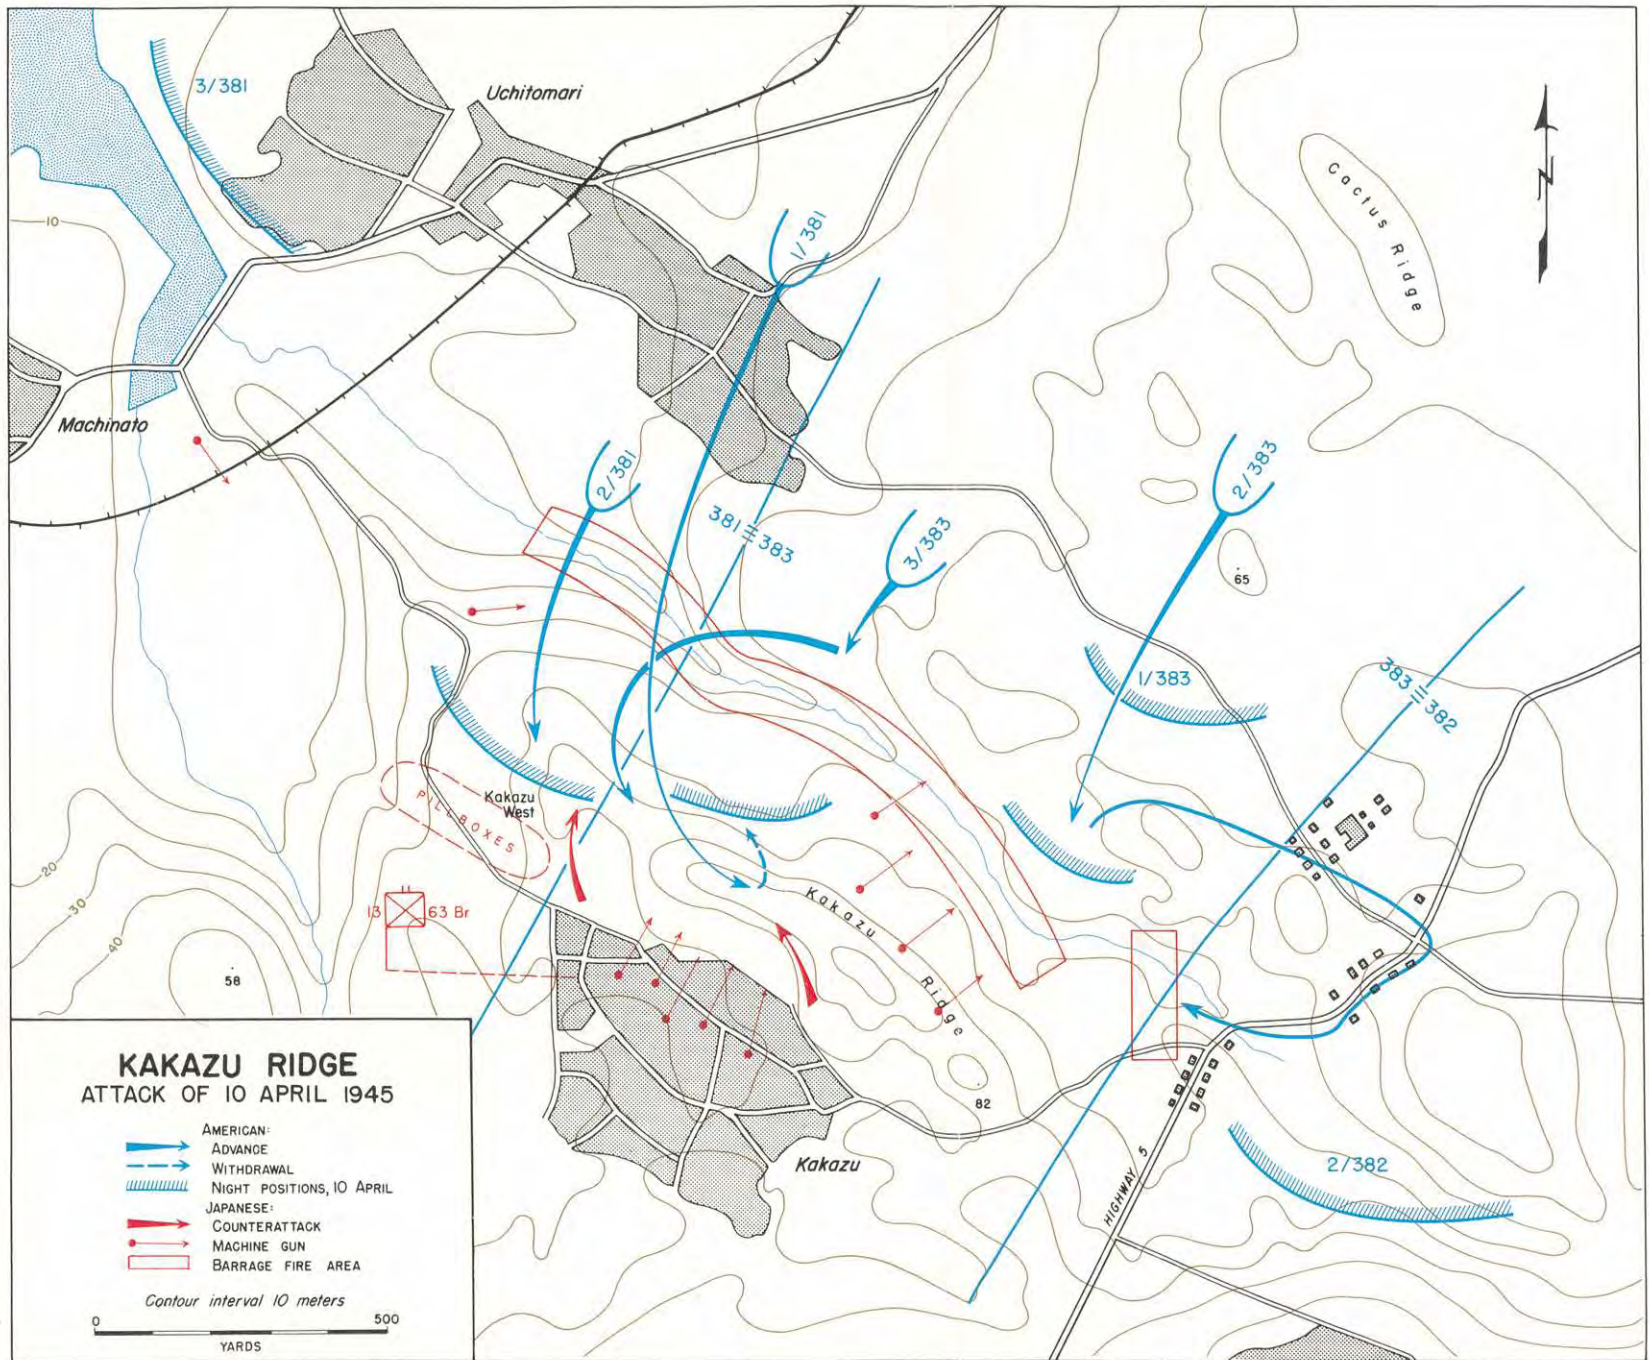 3/381
Uchitomari
Cactus Ridge
1/381
10
Machinato
2/381
2/383
381
383
3/383
65
1/383
383
382
PILLBOXES
Kakazu
West
20
30
40
13
63 Br
Kakazu Ridge
58
82
Kakazu
HIGHWAY 5
2/382
KAKAZU RIDGE
ATTACK OF 10 APRIL 1945
AMERICAN:
ADVANCE
WITHDRAWAL
NIGHT POSITIONS, 10 APRIL
JAPANESE:
COUNTERATTACK
MACHINE GUN
BARRAGE FIRE AREA
Contour interval 10 meters
0 500
YARDS
N